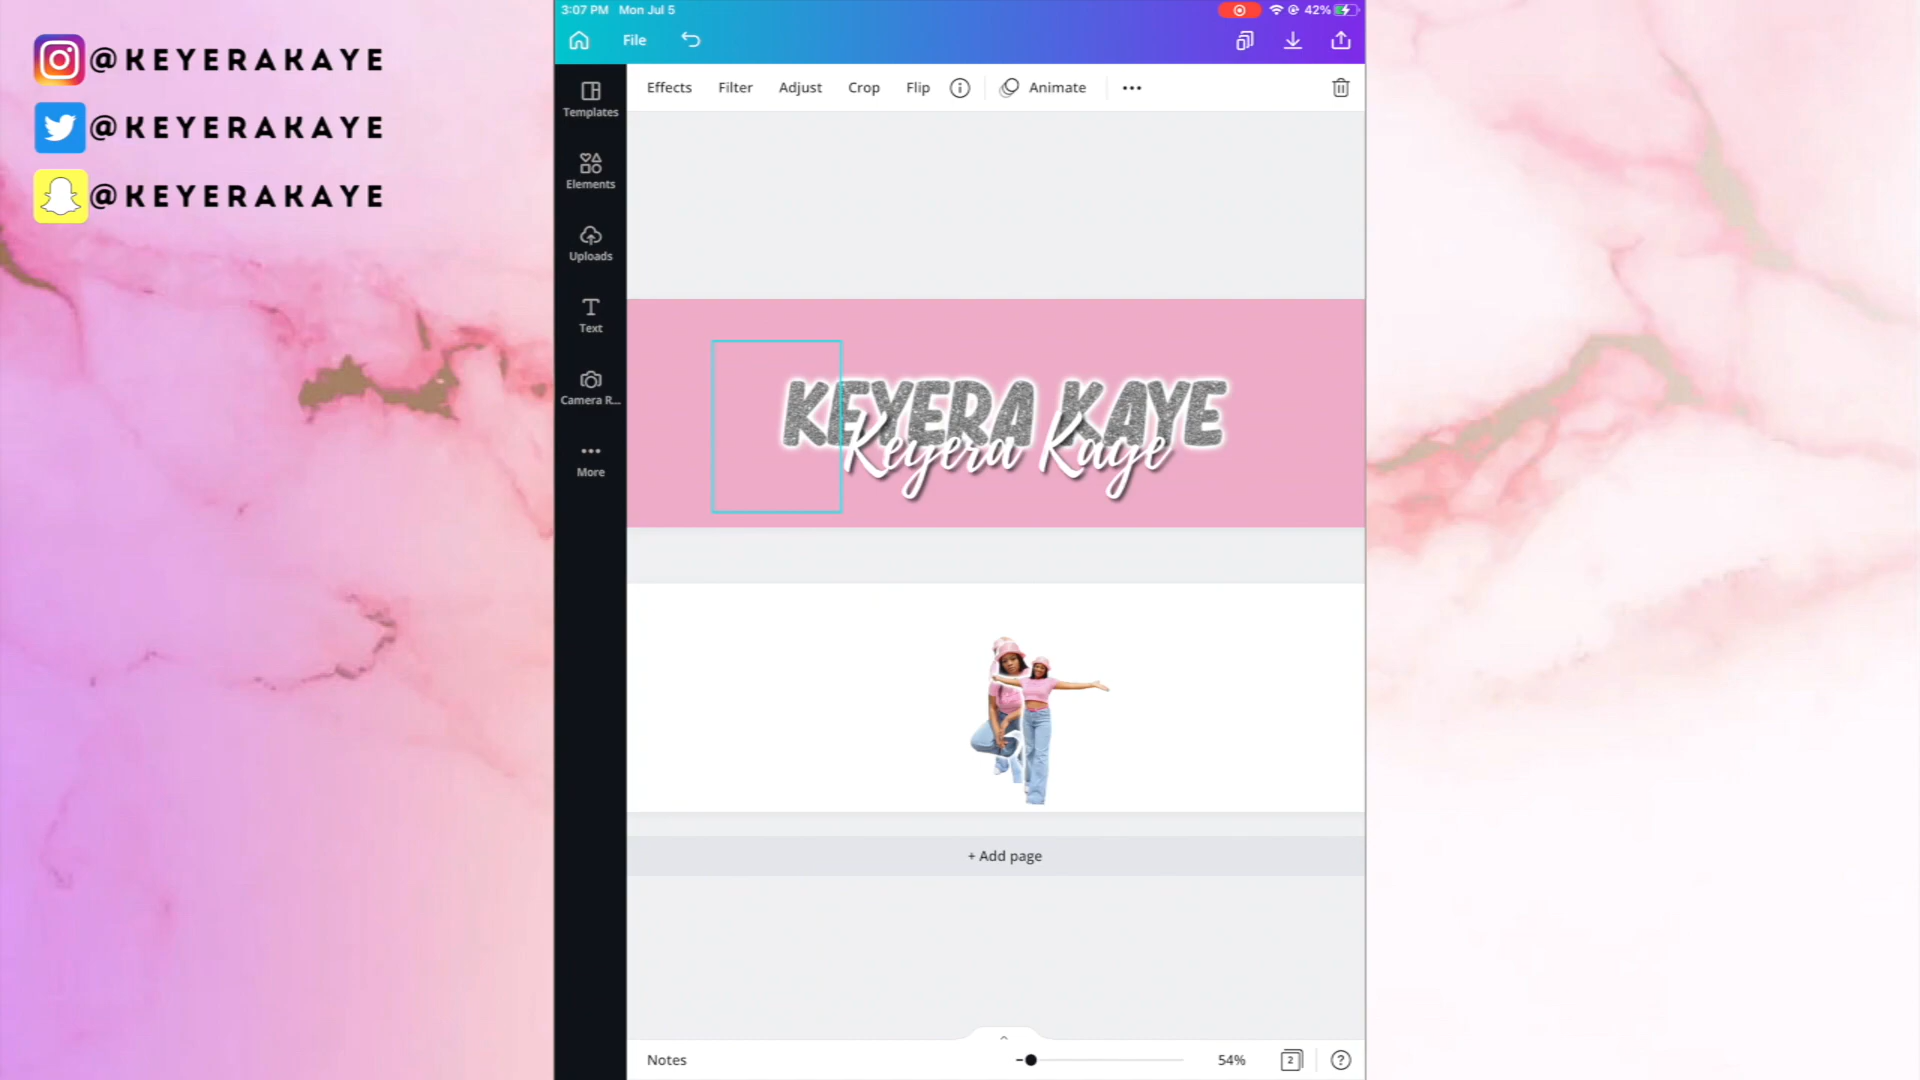 @KEYERAKAYE
@KEYERAKAYE
@KEYERAKAYE
3:07 PM Mon Jul 5
42%
File
Effects Filter Adjust Crop Flip Animate
Templates
Elements
Uploads
Text
Camera R...
More
KEYERA KAYE
Keyera Kaye
+ Add page
Notes
54%
2
?